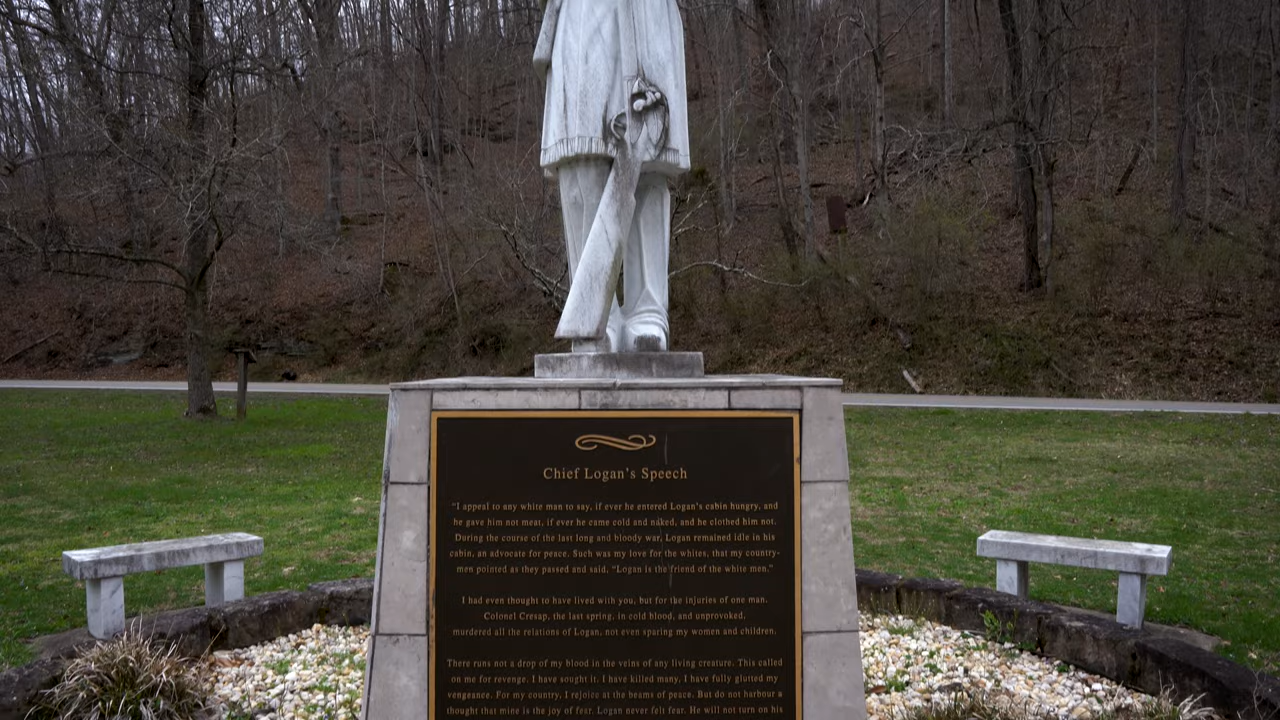 Chief Logan's Speech
"I appeal to any white man to say, if ever he entered Logan's cabin hungry, and
he gave him not meat, if ever he came cold and naked, and he clothed him not.
During the course of the last long and bloody war, Logan remained idle in his
cabin, an advocate for peace. Such was my love for the whites, that my country-
men pointed as they passed and said, "Logan is the friend of the white men."
I had even thought to have lived with you, but for the injuries of one man.
Colonel Cresap, the last spring, in cold blood, and unprovoked,
murdered all the relations of Logan, not even sparing my women and children.
There runs not a drop of my blood in the veins of any living creature. This called
on me for revenge. I have sought it. I have killed many, I have fully glutted my
vengeance. For my country, I rejoice at the beams of peace. But do not harbour a
thought that mine is the joy of fear. Logan never felt fear. He will not turn on his